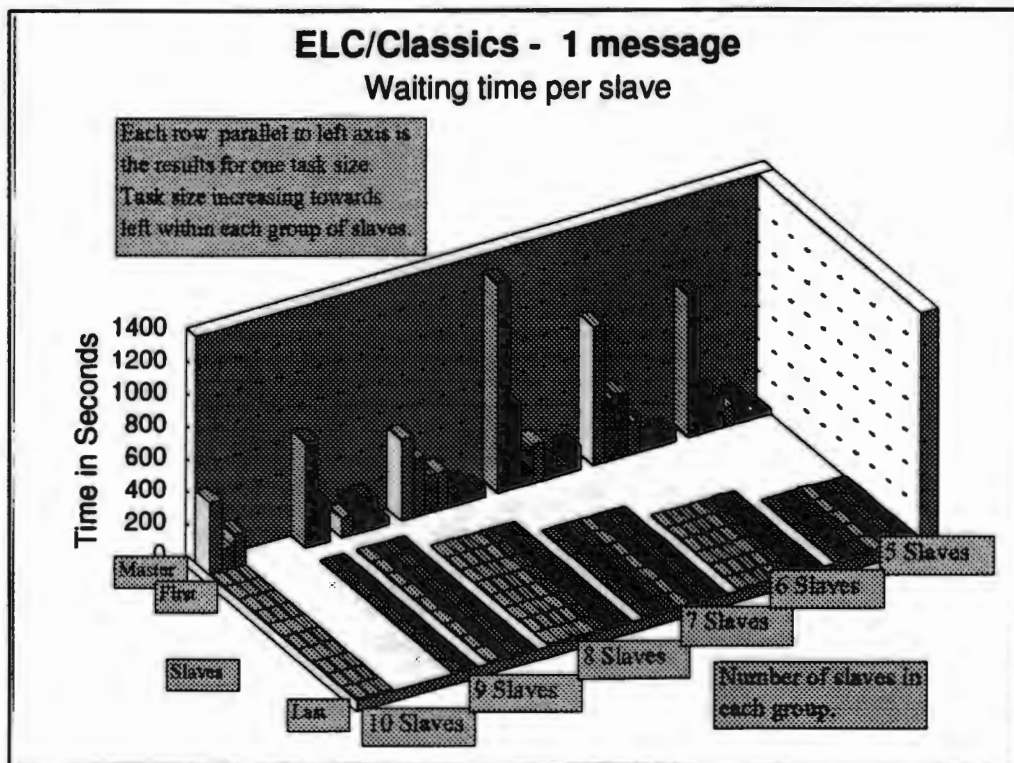 ELC/Classics - 1 message
Waiting time per slave
Each row parallel to left axis is
the results for one task size.
Task size increasing towards
left within each group of slaves.
Time in Seconds
1400
1200
1000
800
600
400
200
0
Master
First
Slaves
Last
10 Slaves
9 Slaves
8 Slaves
7 Slaves
6 Slaves
5 Slaves
Number of slaves in
each group.